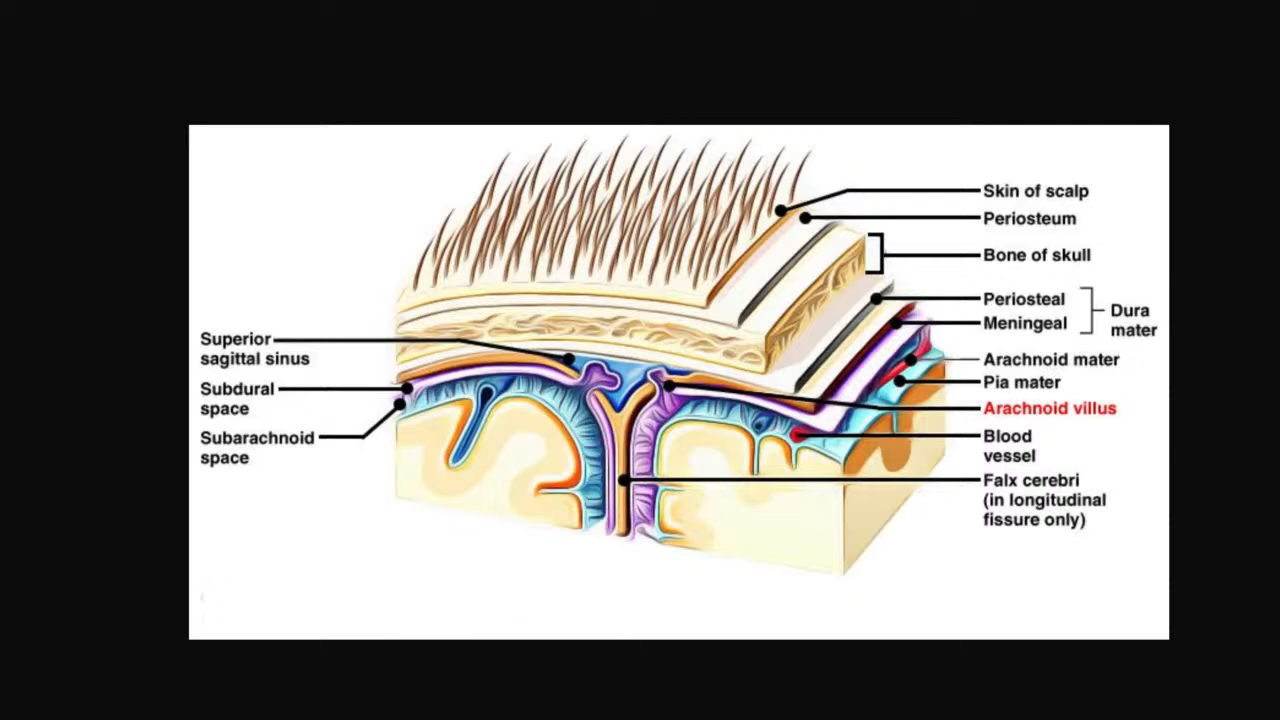 Skin of scalp
Periosteum
Bone of skull
Periosteal
Meningeal
Dura
mater
Arachnoid mater
Pia mater
Arachnoid villus
Blood
vessel
Falx cerebri
(in longitudinal
fissure only)
Superior
sagittal sinus
Subdural
space
Subarachnoid
space